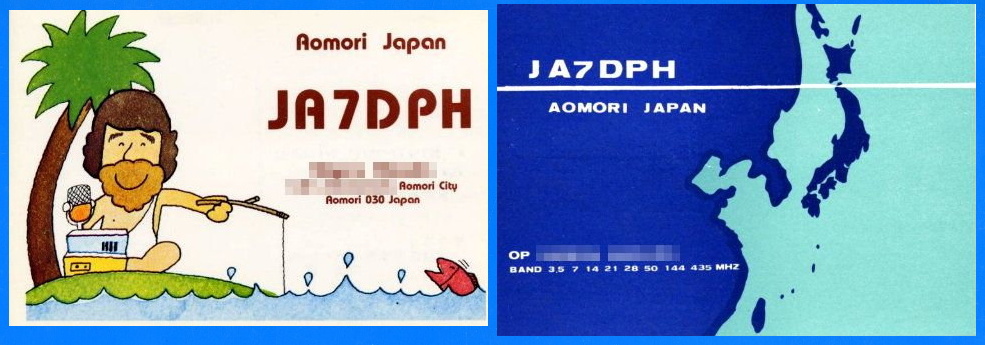 Aomori Japan
JA7DPH
Aomori City
Aomori 030 Japan
JA7DPH
AOMORI JAPAN
OP
BAND 3,5 7 14 21 28 50 144 435 MHZ